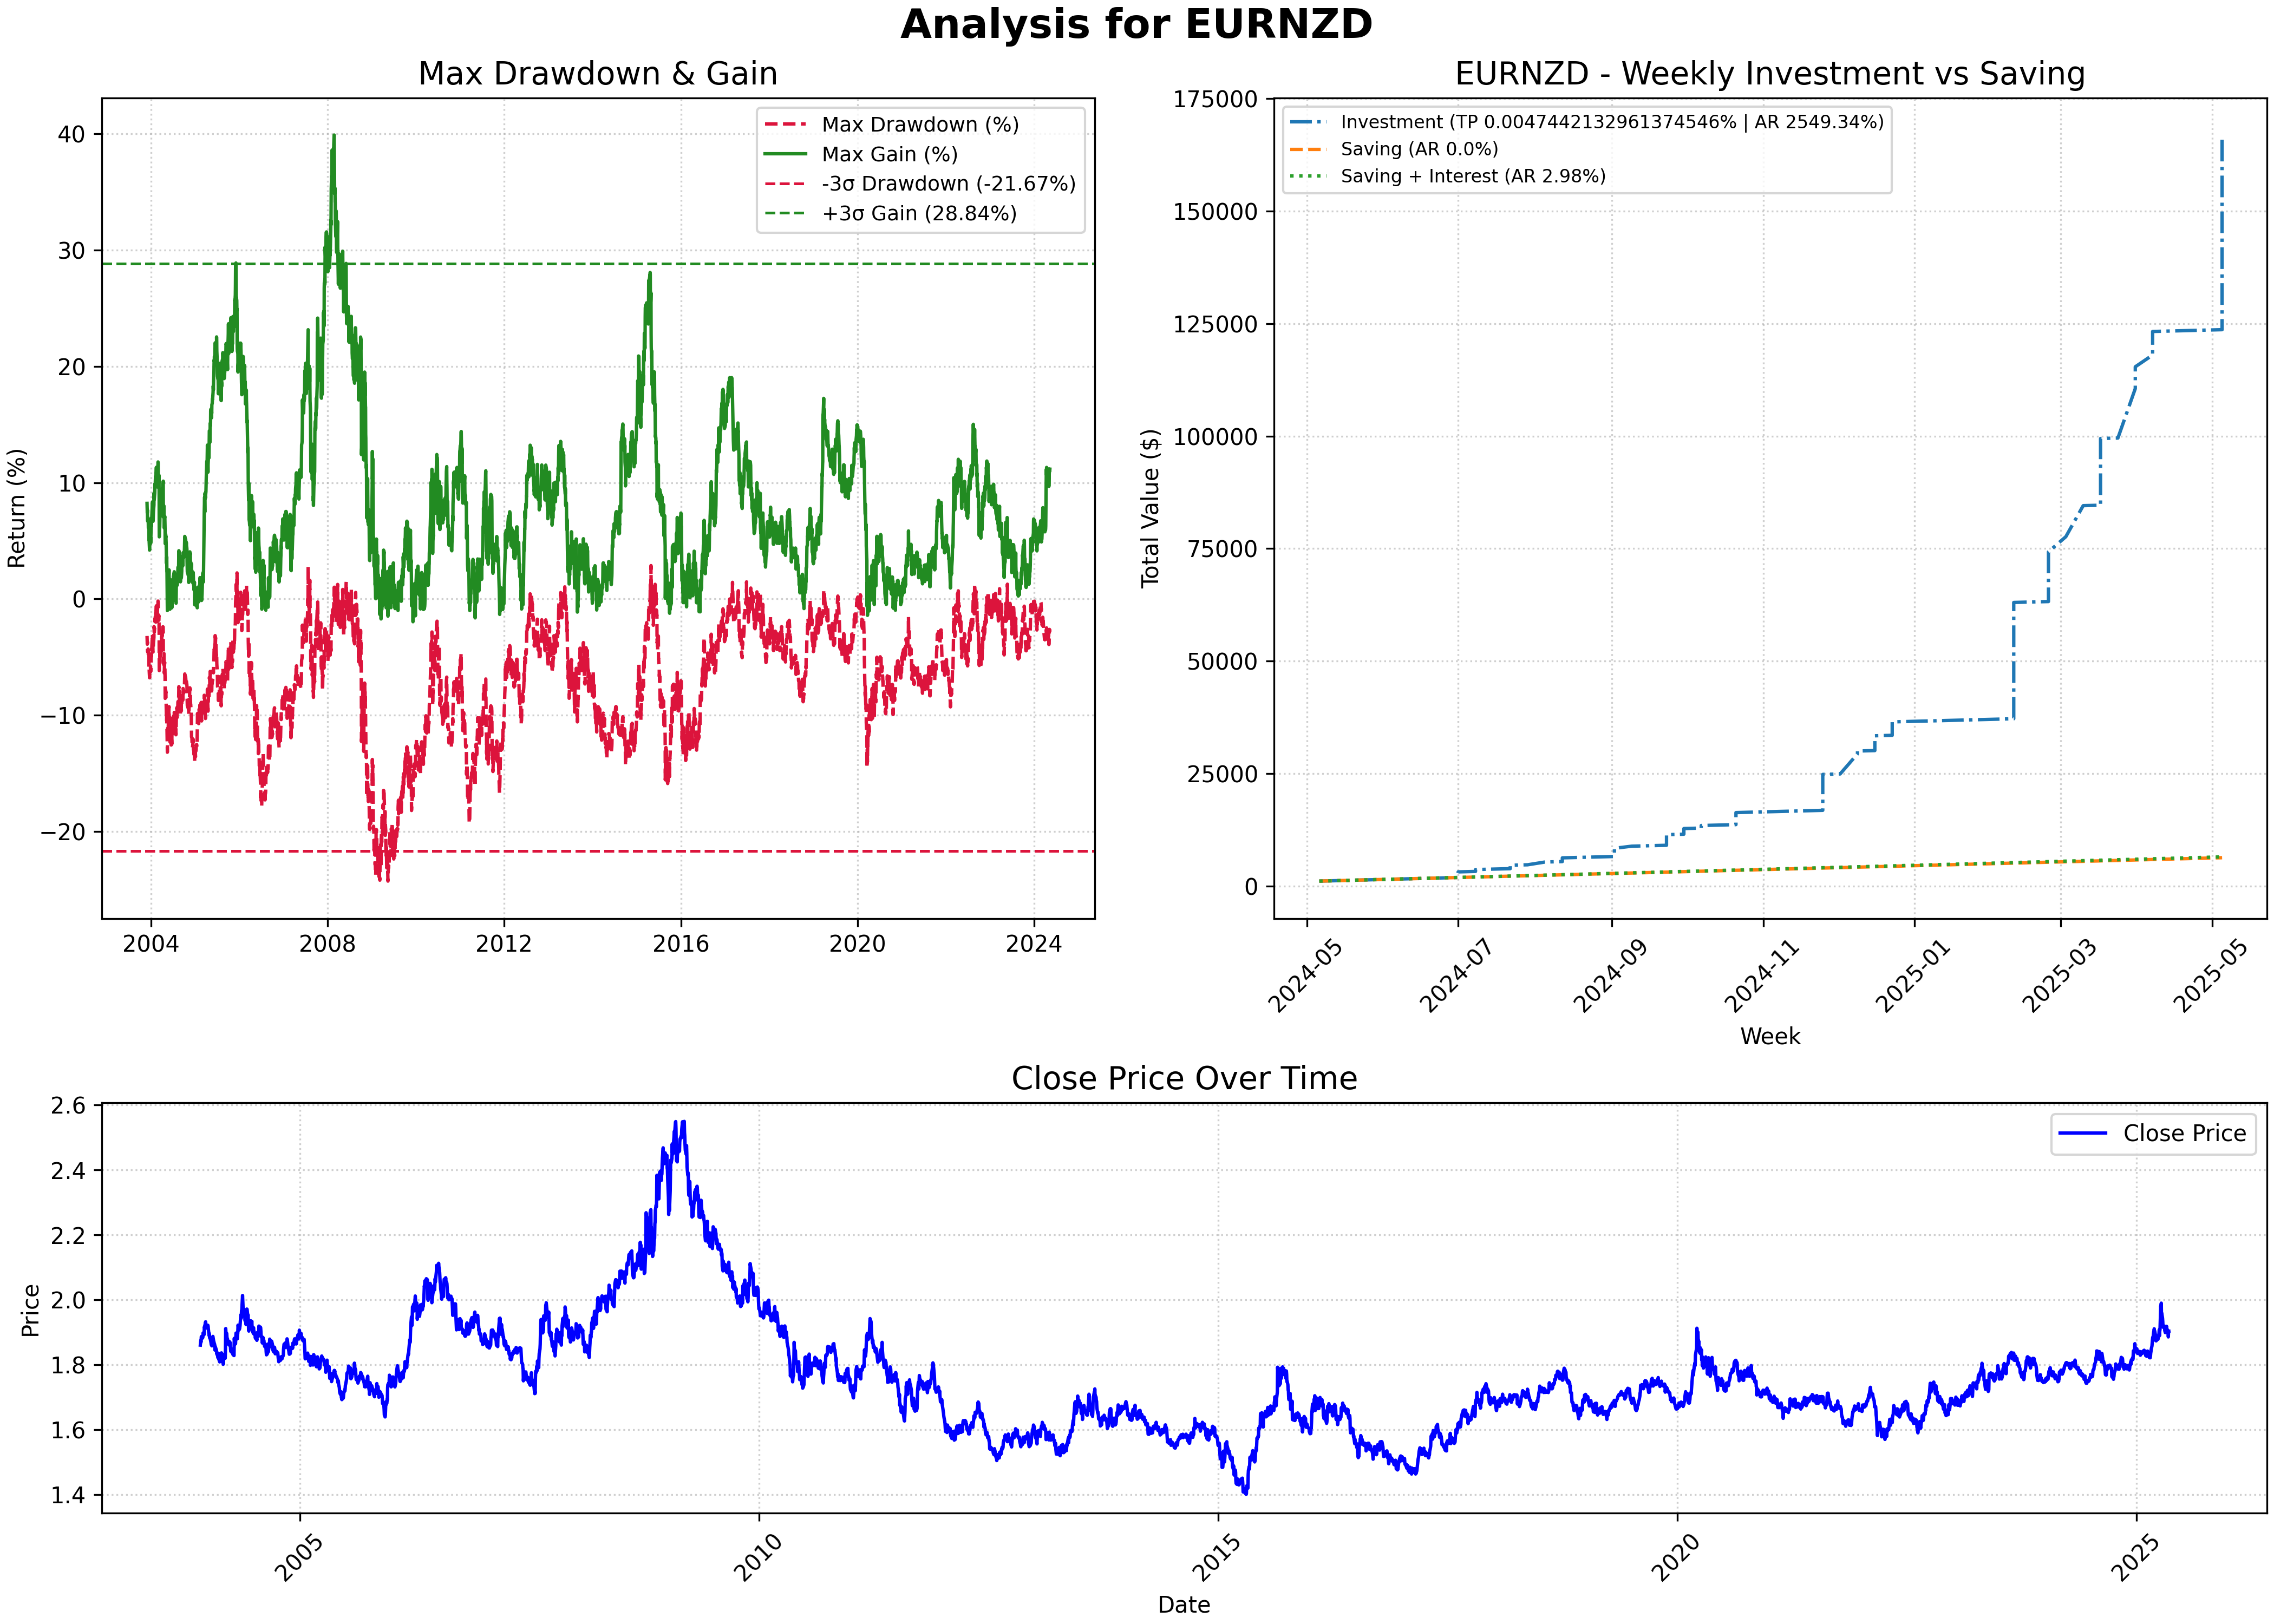 Analysis for EURNZD
Max Drawdown & Gain
Return (%)
40
30
20
10
0
−10
−20
Max Drawdown (%)
Max Gain (%)
-3σ Drawdown (-21.67%)
+3σ Gain (28.84%)
2004
2008
2012
2016
2020
2024
EURNZD - Weekly Investment vs Saving
Total Value ($)
175000
150000
125000
100000
75000
50000
25000
0
Investment (TP 0.0047442132961374546% | AR 2549.34%)
Saving (AR 0.0%)
Saving + Interest (AR 2.98%)
2024-05
2024-07
2024-09
2024-11
2025-01
2025-03
2025-05
Week
Close Price Over Time
Price
2.6
2.4
2.2
2.0
1.8
1.6
1.4
Close Price
2005
2010
2015
2020
2025
Date